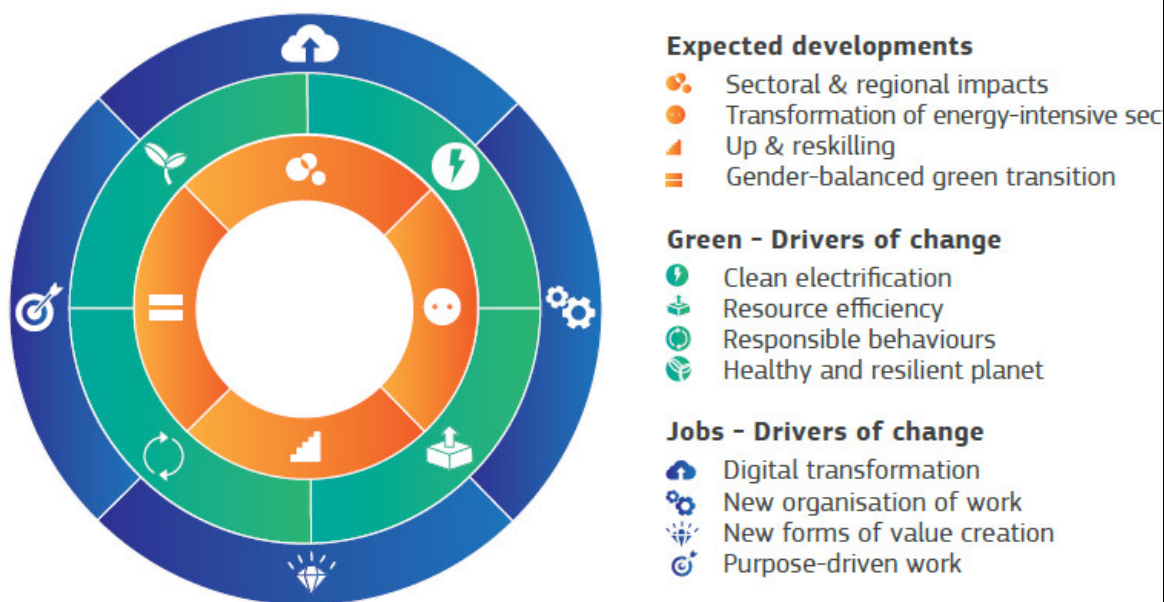 Expected developments
Sectoral & regional impacts
Transformation of energy-intensive sec
Up & reskilling
Gender-balanced green transition
Green - Drivers of change
Clean electrification
Resource efficiency
Responsible behaviours
Healthy and resilient planet
Jobs - Drivers of change
Digital transformation
New organisation of work
New forms of value creation
Purpose-driven work